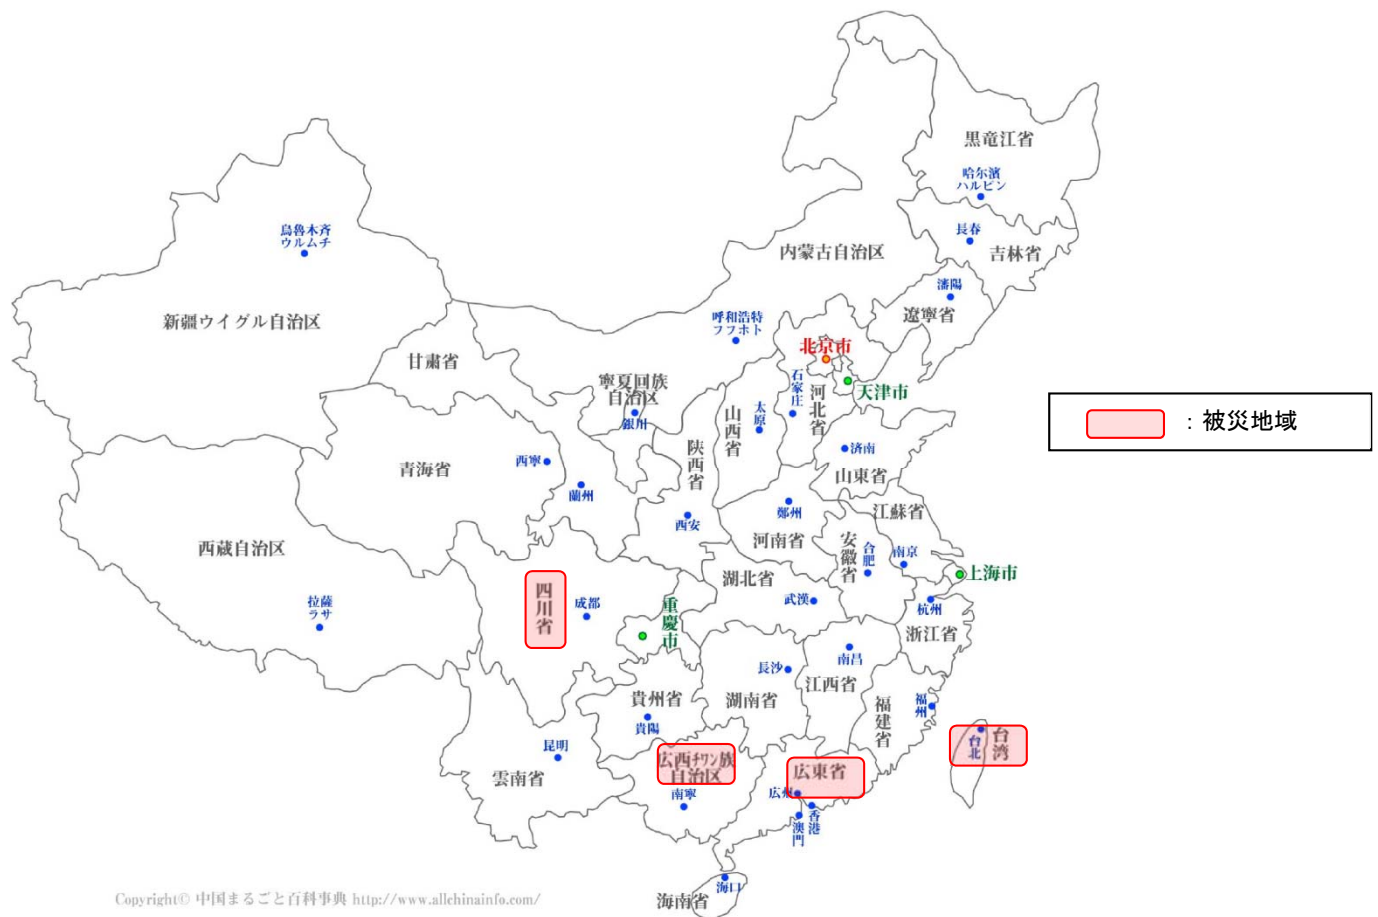 黒竜江省
哈尔濱
ハルビン
長春
吉林省
烏魯木斉
ウルムチ
内蒙古自治区
瀋陽
遼寧省
新疆ウイグル自治区
呼和浩特
フフホト
北京市
甘粛省
石家庄
天津市
寧夏回族
自治区
銀川
河北省
山西省
太原
：被災地域
陝西省
済南
山東省
青海省
西寧
蘭州
鄭州
江蘇省
西安
河南省
安徽省
合肥
南京
西蔵自治区
湖北省
上海市
四川省
成都
重慶市
武漢
杭州
拉薩
ラサ
浙江省
南昌
長沙
江西省
貴州省
湖南省
福建省
福州
貴陽
台湾
台北
昆明
広西チワン族
自治区
広東省
雲南省
南寧
広州
香港
澳門
海口
海南省
Copyright© 中国まるごと百科事典 http://www.allchinainfo.com/